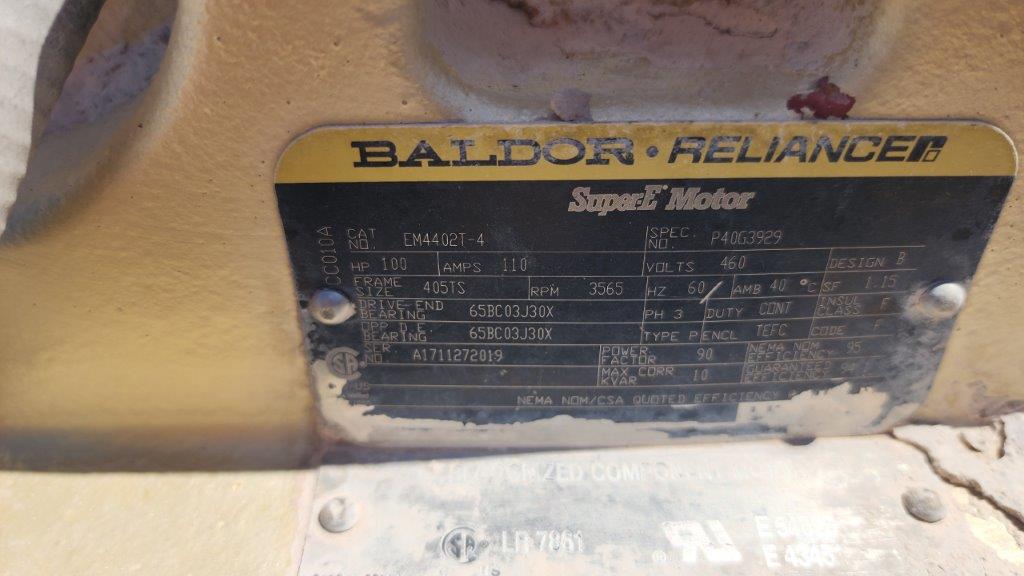 BALDOR • RELIANCE
Super-E Motor
CC010A
CAT. NO. EM4402T-4 SPEC. NO. P40G3929
HP 100 AMPS 110 VOLTS 460 DESIGN B
FRAME SIZE 405TS RPM 3565 HZ 60 AMB 40 °C SF 1.15
DRIVE END BEARING 65BC03J30X PH 3 DUTY CONT INSUL CLASS F
OPP D.E. BEARING 65BC03J30X TYPE P ENCL TEFC CODE F
SER. NO. A1711272019 POWER FACTOR 90 NEMA NOM. EFFICIENCY 95
MAX CORR KVAR 10 GUARANTEED EFFICIENCY
NEMA NOM/CSA QUOTED EFFICIENCY
RECOGNIZED COMPONENT
LR 7861